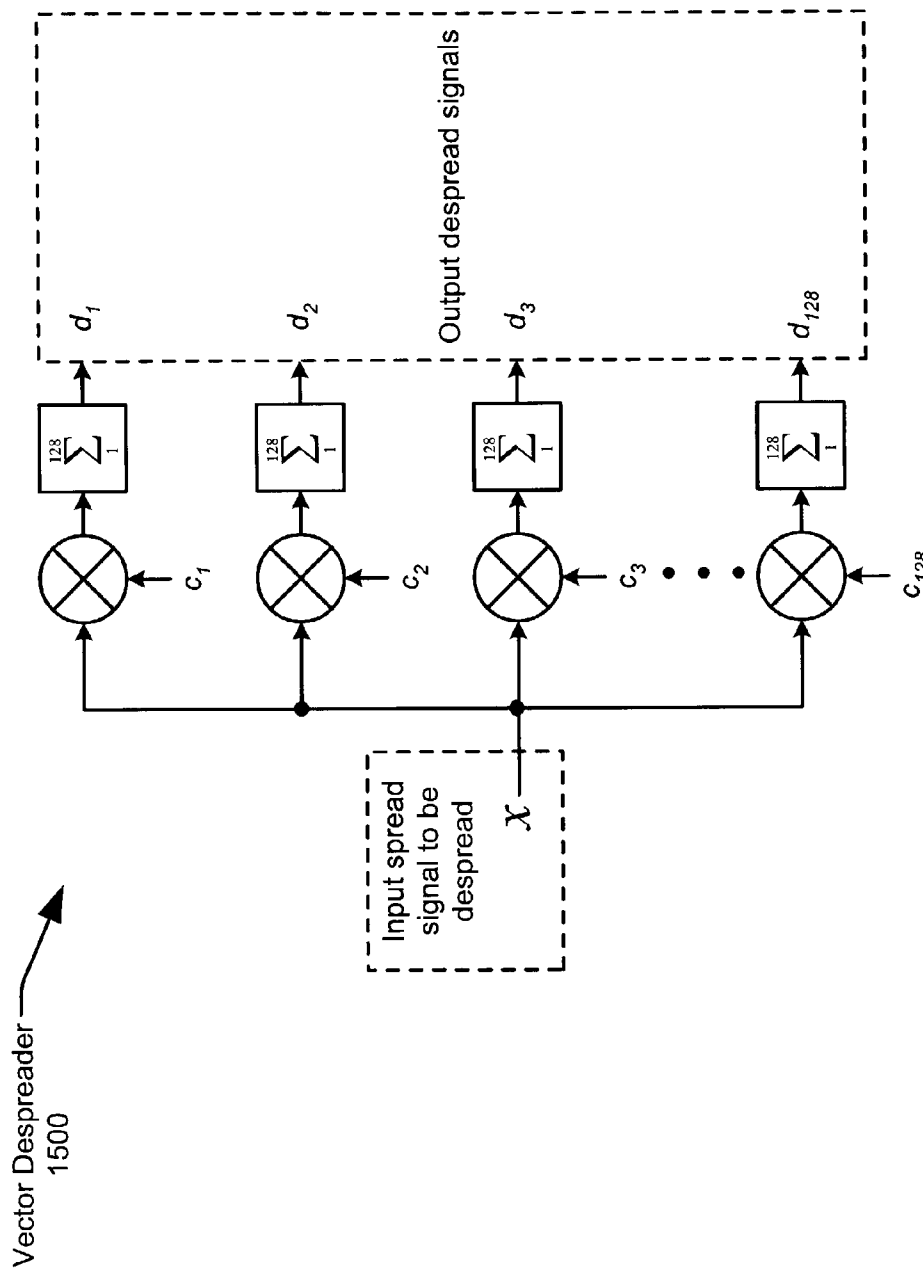 Vector Despreader
1500
Input spread
signal to be
despread
x
c1
c2
c3
c128
128
∑
1
128
∑
1
128
∑
1
128
∑
1
d1
d2
d3
d128
Output despread signals